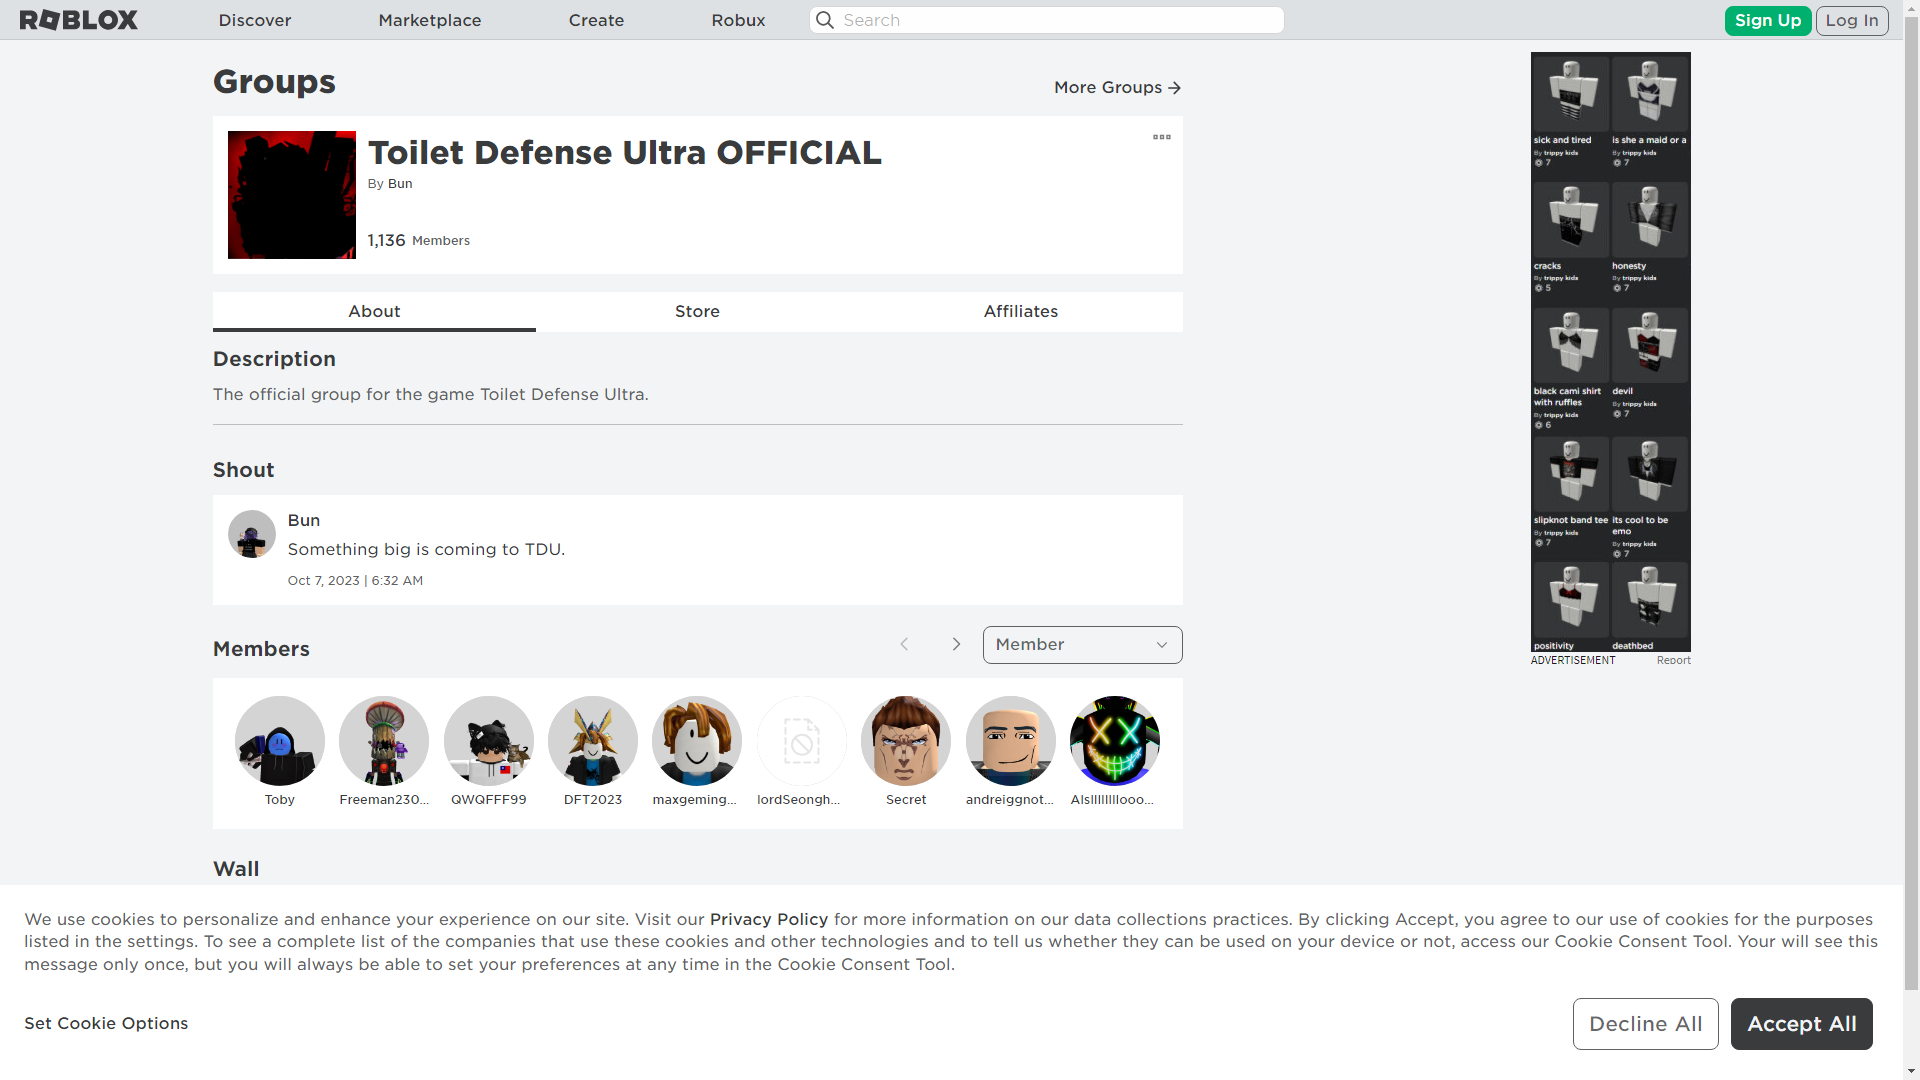 ROBLOX
Discover
Marketplace
Create
Robux
Search
Sign Up
Log In
Groups
More Groups
Toilet Defense Ultra OFFICIAL
By Bun
1,136 Members
About
Store
Affiliates
Description
The official group for the game Toilet Defense Ultra.
Shout
Bun
Something big is coming to TDU.
Oct 7, 2023 | 6:32 AM
Members
Member
Toby
Freeman230...
QWQFFF99
DFT2023
maxgeming...
lordSeongh...
Secret
andreiggnot...
Wall
sick and tired
By trippy kids
7
is she a maid or a
By trippy kids
7
cracks
By trippy kids
5
honesty
By trippy kids
7
black cami shirt
with ruffles
By trippy kids
6
devil
By trippy kids
7
slipknot band tee
By trippy kids
7
its cool to be
emo
By trippy kids
7
positivity
deathbed
ADVERTISEMENT
Report
We use cookies to personalize and enhance your experience on our site. Visit our Privacy Policy for more information on our data collections practices. By clicking Accept, you agree to our use of cookies for the purposes
listed in the settings. To see a complete list of the companies that use these cookies and other technologies and to tell us whether they can be used on your device or not, access our Cookie Consent Tool. Your will see this
message only once, but you will always be able to set your preferences at any time in the Cookie Consent Tool.
Set Cookie Options
Decline All
Accept All